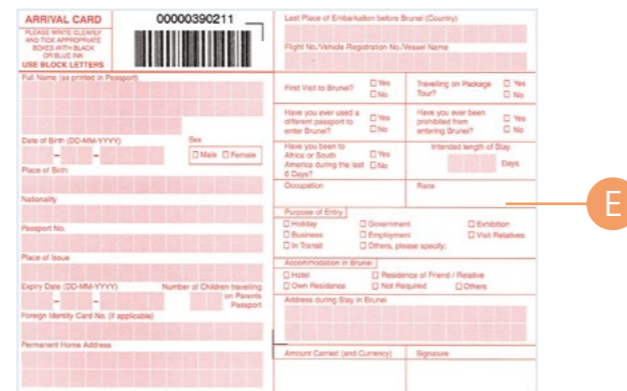 ARRIVAL CARD
00000390211
PLEASE WRITE CLEARLY
AND TICK APPROPRIATE
BOXES WITH BLACK
OR BLUE INK
USE BLOCK LETTERS
Full Name (as printed in Passport)
Date of Birth (DD-MM-YYYY)
Sex
Male
Female
Place of Birth
Nationality
Passport No.
Place of Issue
Expiry Date (DD-MM-YYYY)
Number of Children travelling
on Parents
Passport
Foreign Identity Card No. (if applicable)
Permanent Home Address
Last Place of Embarkation before Brunei (Country)
Flight No./Vehicle Registration No./Vessel Name
First Visit to Brunei?
Yes
No
Travelling on Package
Tour?
Yes
No
Have you ever used a
different passport to
enter Brunei?
Yes
No
Have you ever been
prohibited from
entering Brunei?
Yes
No
Have you been to
Africa or South
America during the last
6 Days?
Yes
No
Intended length of Stay
Days
Occupation
Race
E
Purpose of Entry
Holiday
Government
Exhibition
Business
Employment
Visit Relatives
In Transit
Others, please specify:
Accommodation in Brunei
Hotel
Residence of Friend / Relative
Own Residence
Not Required
Others
Address during Stay in Brunei
Amount Carried (and Currency)
Signature